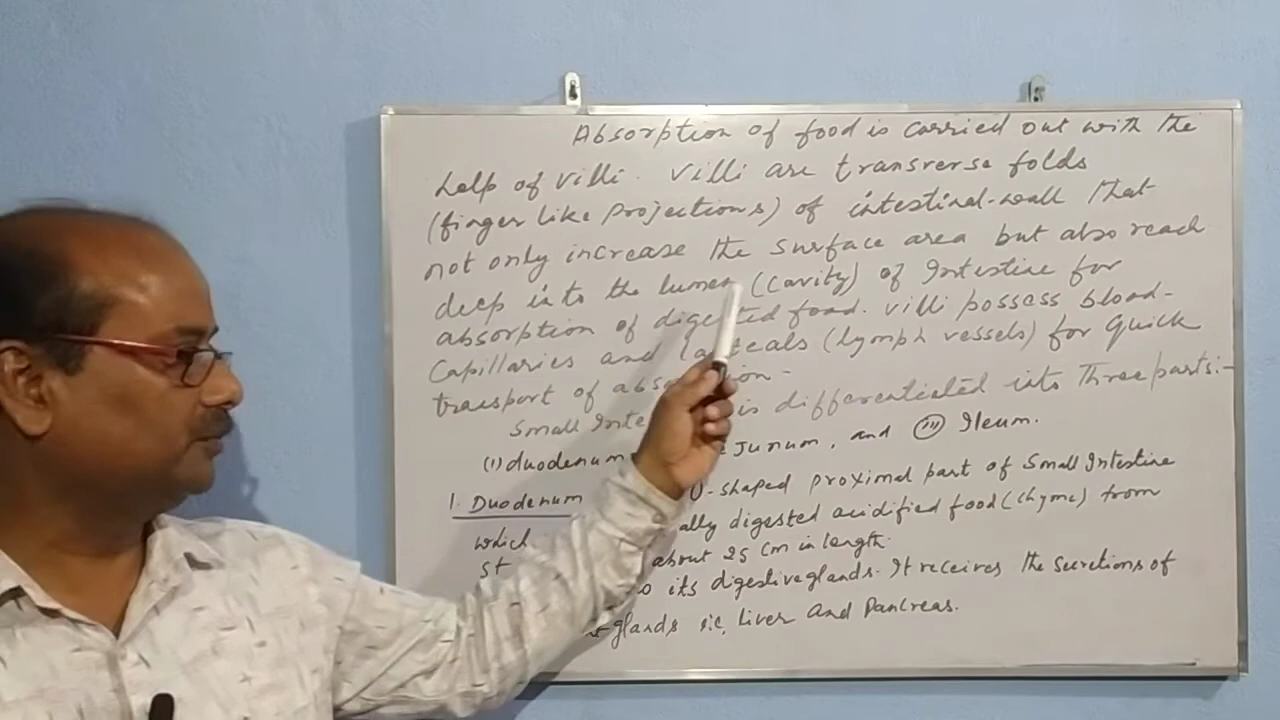 Absorption of food is carried out with the
help of villi. Villi are transverse folds
(finger like projections) of intestinal-wall that
not only increase the surface area but also reach
deep into the lumen (cavity) of Intestine for
absorption of digested food. villi possess blood-
Capillaries and lacteals (lymph vessels) for quick
transport of
Small is differentiated into Three parts:-
(i) duodenum Junum, and (iii) Ileum.
1. Duodenum U-shaped proximal part of Small Intestine
which ally digested acidified food (chyme) from
St about 25 cm in length.
its digestive glands. It receives the secretions of
glands i.e, Liver and Pancreas.